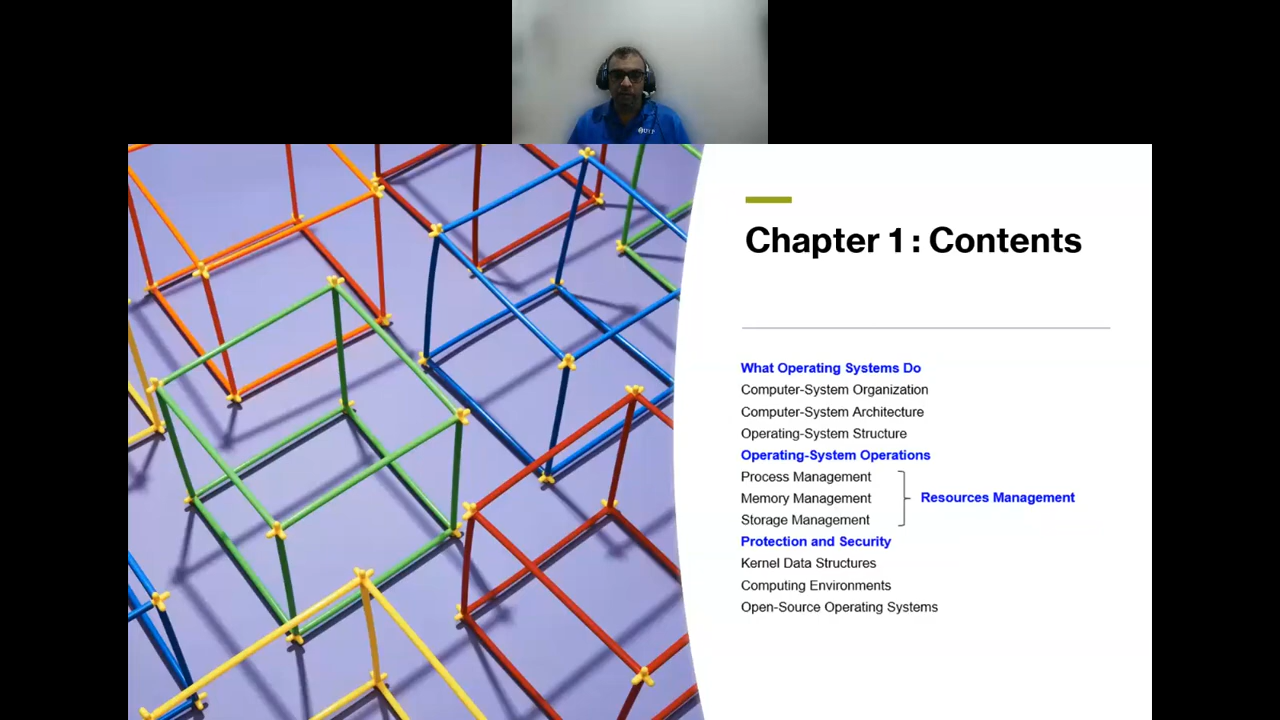 Chapter 1 : Contents
What Operating Systems Do
Computer-System Organization
Computer-System Architecture
Operating-System Structure
Operating-System Operations
Process Management
Memory Management
Resources Management
Storage Management
Protection and Security
Kernel Data Structures
Computing Environments
Open-Source Operating Systems